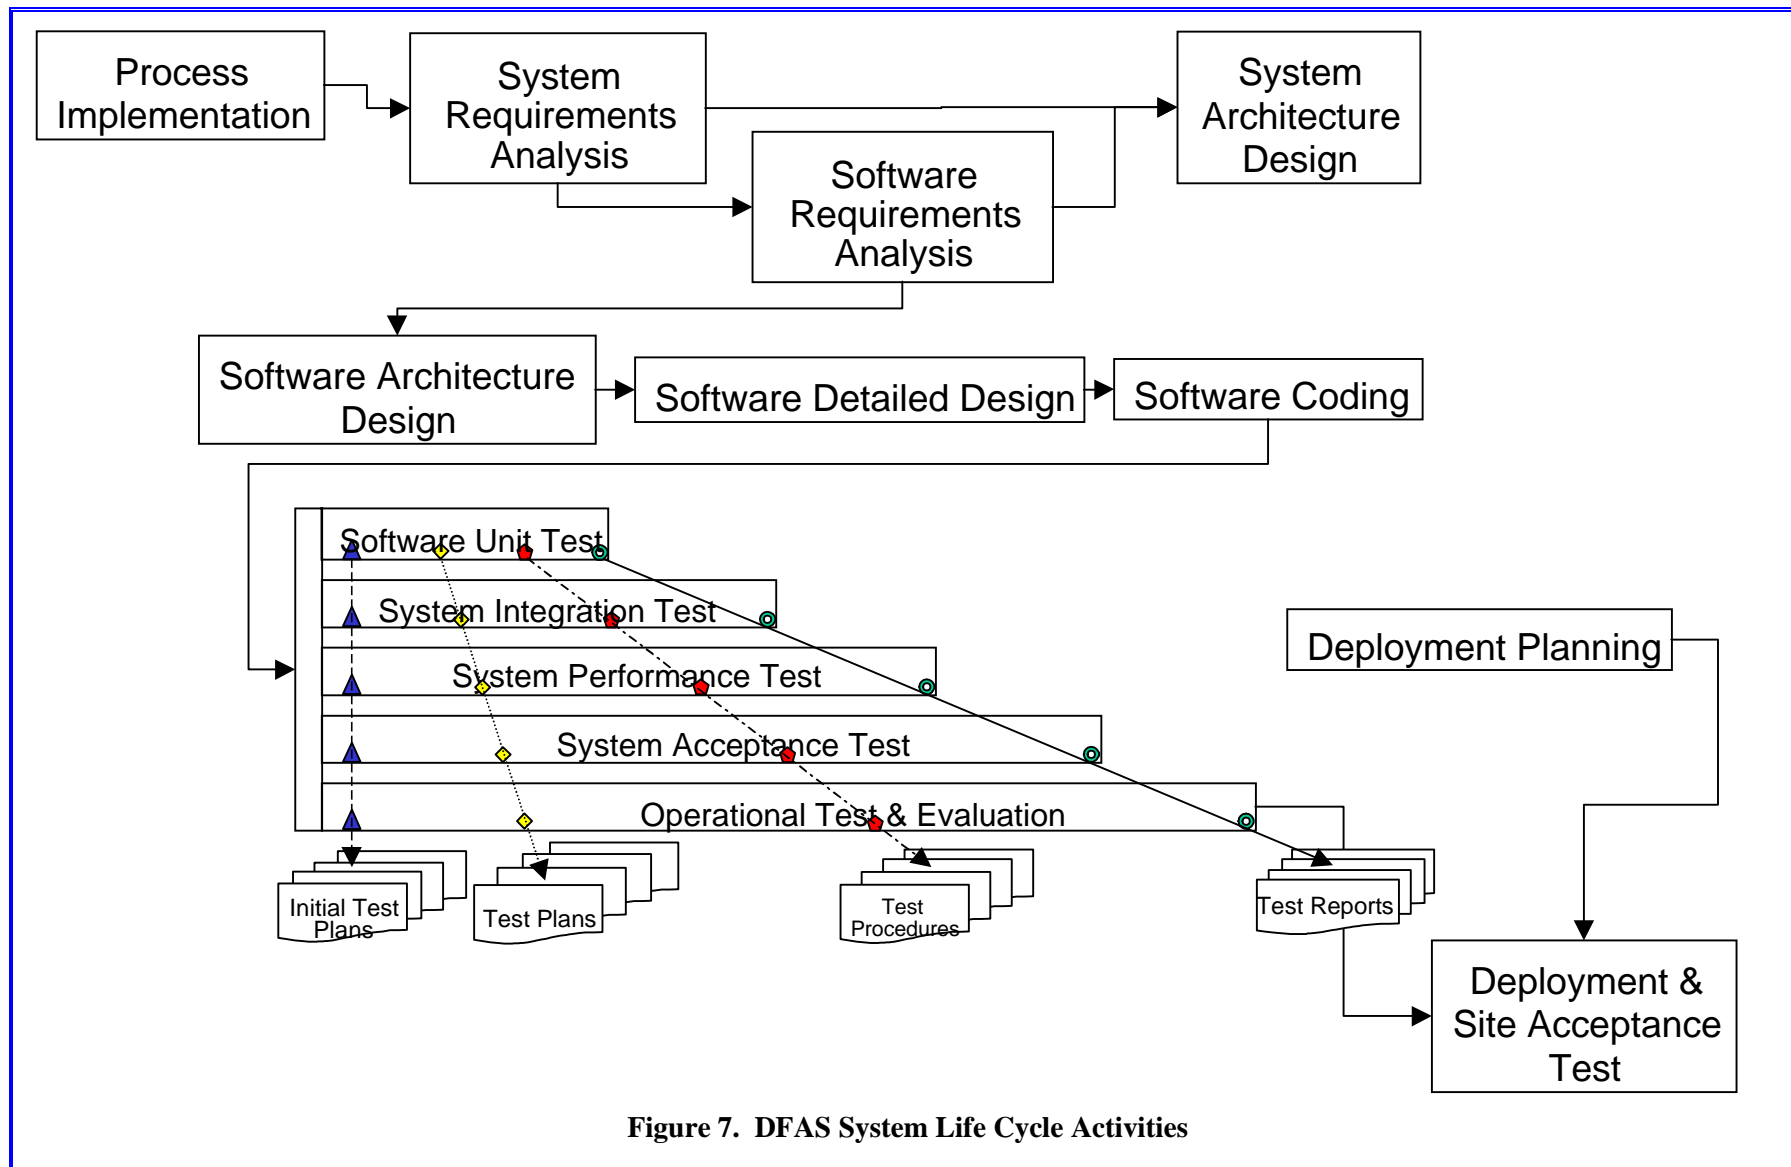 Process
Implementation
System
Requirements
Analysis
System
Architecture
Design
Software
Requirements
Analysis
Software Architecture
Design
Software Detailed Design
Software Coding
Software Unit Test
System Integration Test
System Performance Test
System Acceptance Test
Operational Test & Evaluation
Deployment Planning
Initial Test
Plans
Test Plans
Test
Procedures
Test Reports
Deployment &
Site Acceptance
Test
Figure 7. DFAS System Life Cycle Activities